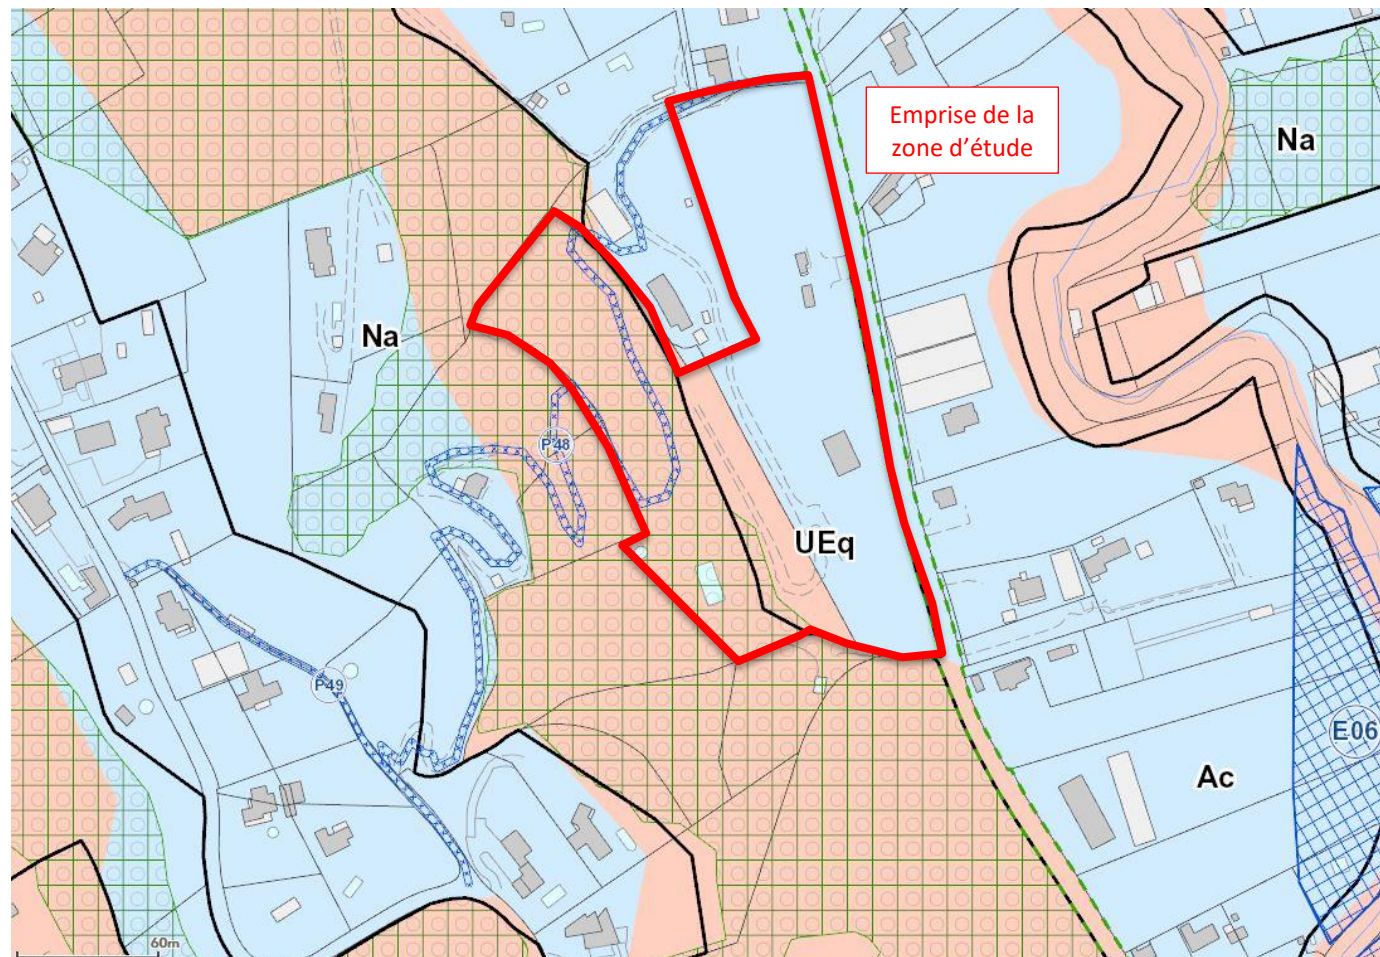 Emprise de la
zone d’étude
Na
Na
P48
UEq
P49
E06
Ac
60m